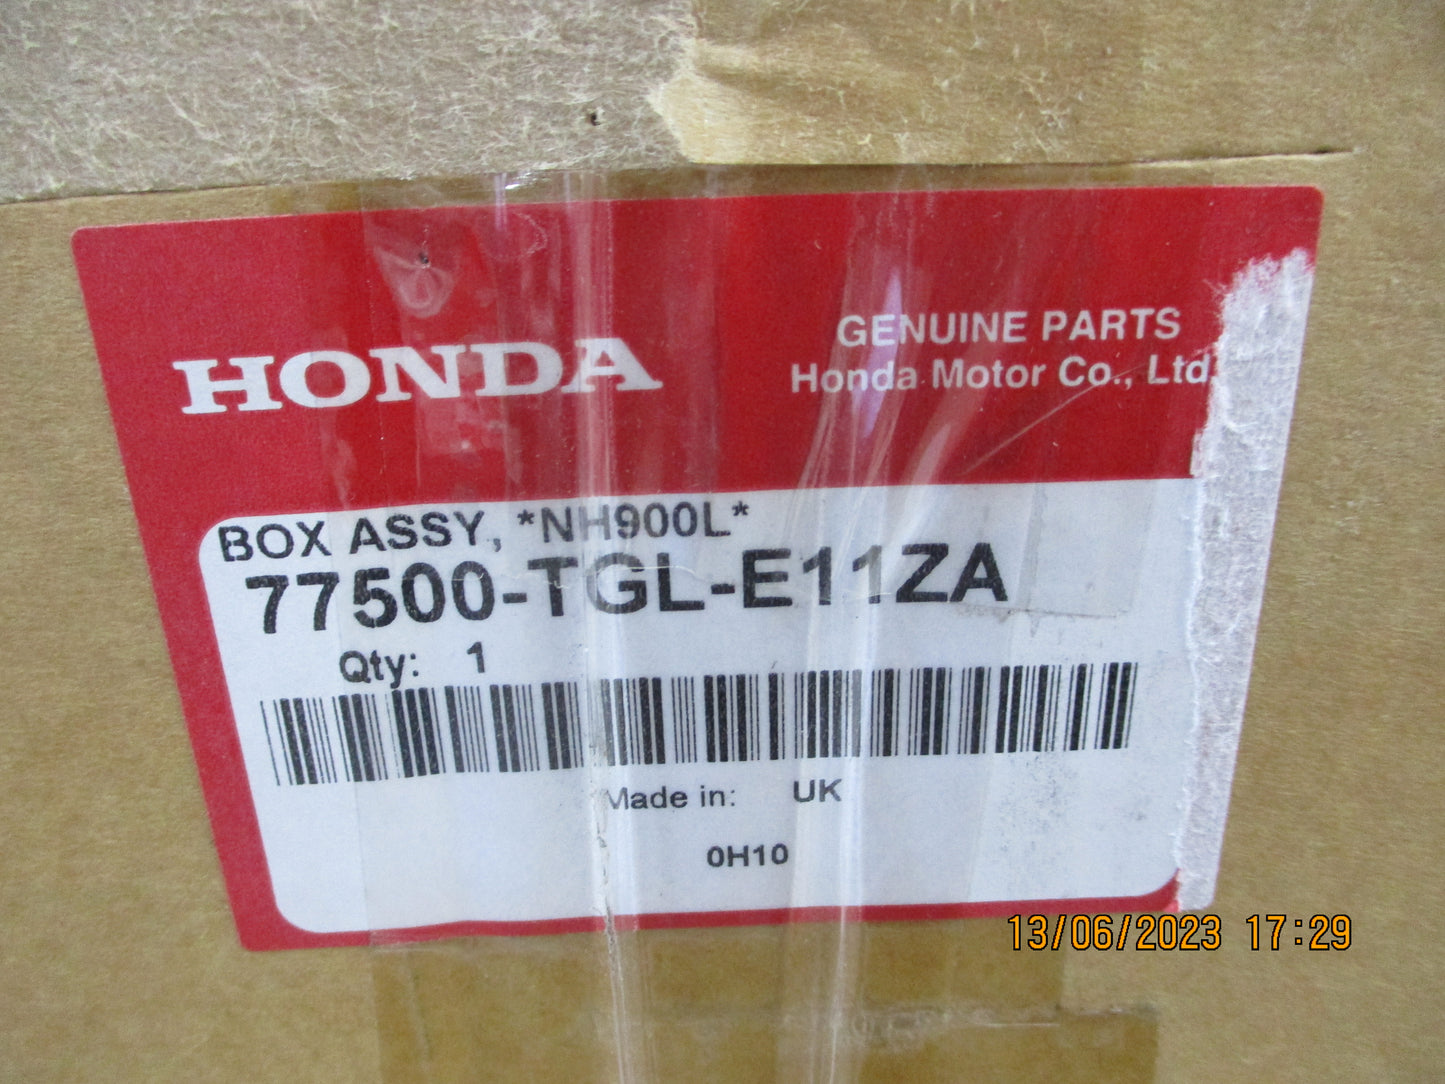 HONDA
GENUINE PARTS
Honda Motor Co., Ltd.
BOX ASSY, *NH900L*
77500-TGL-E11ZA
Qty: 1
Made in: UK
0H10
13/06/2023 17:29